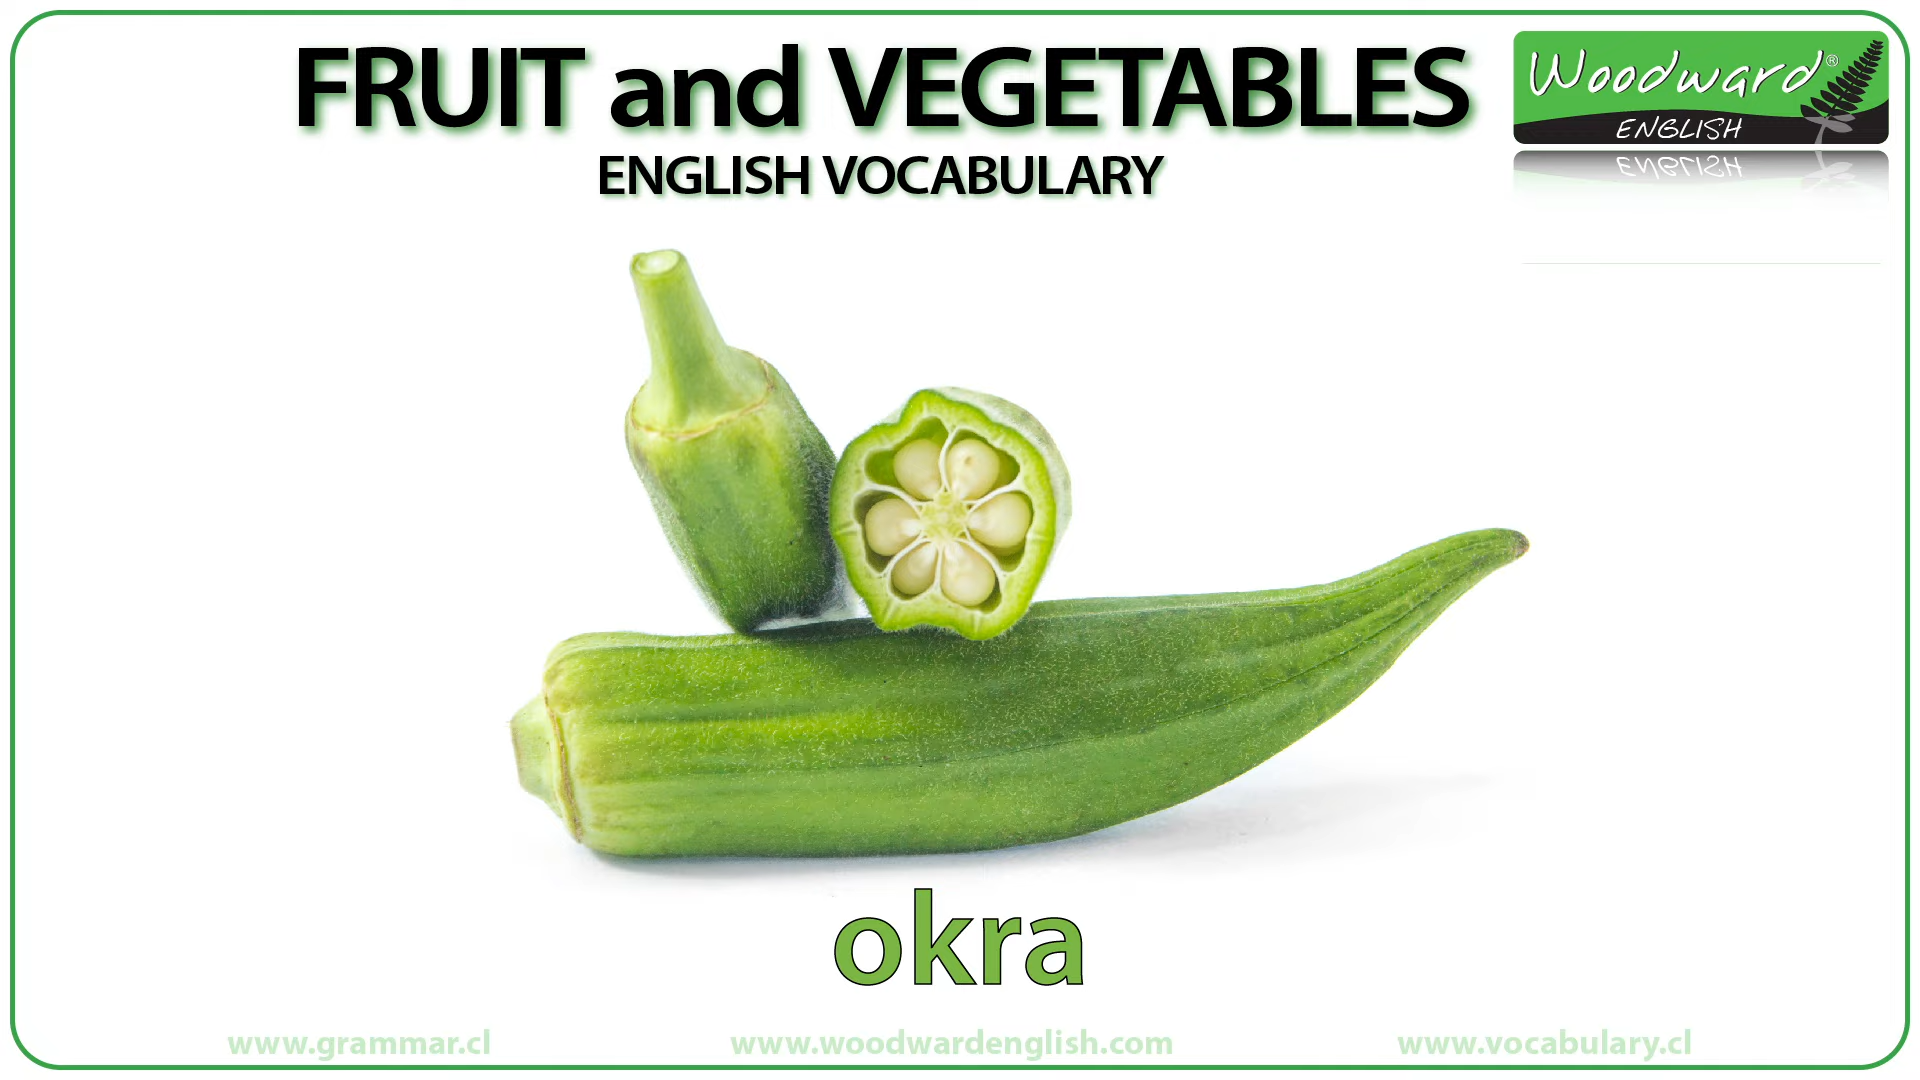 FRUIT and VEGETABLES
ENGLISH VOCABULARY
Woodward®
ENGLISH
okra
www.grammar.cl
www.woodwardenglish.com
www.vocabulary.cl